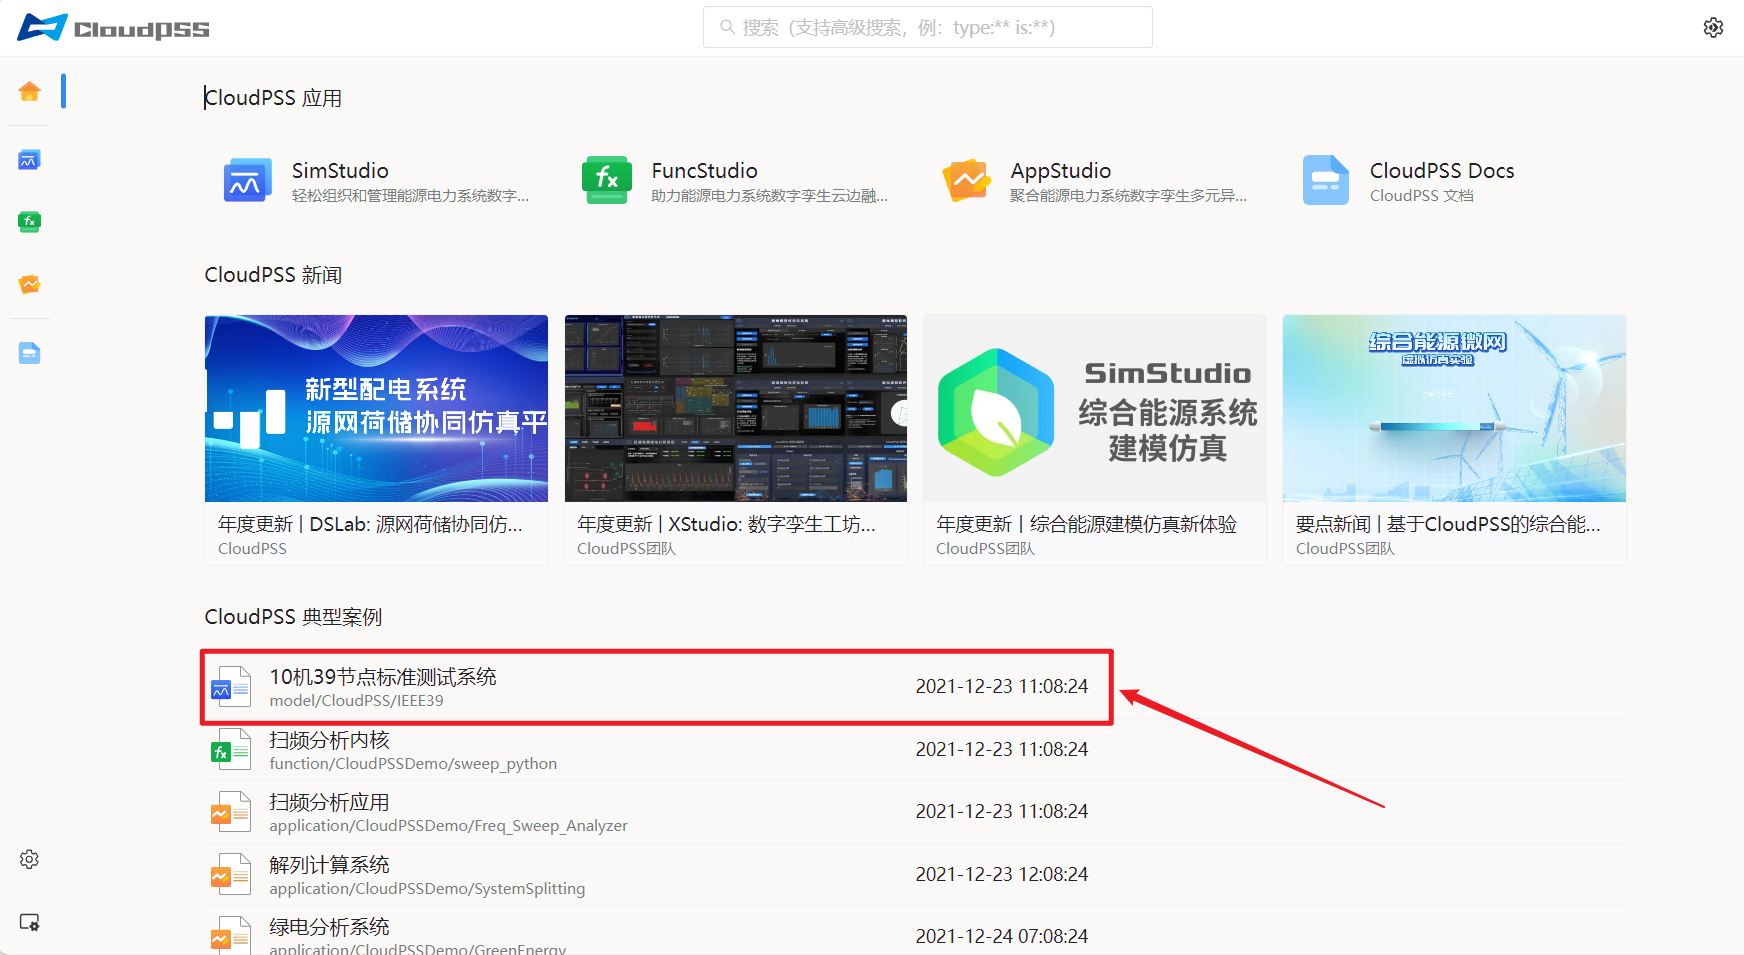 CloudPSS
搜索（支持高级搜索，例：type:** is:**)
CloudPSS 应用
SimStudio
轻松组织和管理能源电力系统数字...
FuncStudio
助力能源电力系统数字孪生云边融...
AppStudio
聚合能源电力系统数字孪生多元异...
CloudPSS Docs
CloudPSS 文档
CloudPSS 新闻
新型配电系统
源网荷储协同仿真平
SimStudio
综合能源系统
建模仿真
综合能源微网
虚拟仿真实验
年度更新 | DSLab: 源网荷储协同仿...
CloudPSS
年度更新 | XStudio: 数字孪生工坊...
CloudPSS团队
年度更新丨综合能源建模仿真新体验
CloudPSS团队
要点新闻 | 基于CloudPSS的综合能...
CloudPSS团队
CloudPSS 典型案例
10机39节点标准测试系统
model/CloudPSS/IEEE39
2021-12-23 11:08:24
扫频分析内核
function/CloudPSSDemo/sweep_python
2021-12-23 11:08:24
扫频分析应用
application/CloudPSSDemo/Freq_Sweep_Analyzer
2021-12-23 11:08:24
解列计算系统
application/CloudPSSDemo/SystemSplitting
2021-12-23 12:08:24
绿电分析系统
application/CloudPSSDemo/GreenEnergy
2021-12-24 07:08:24